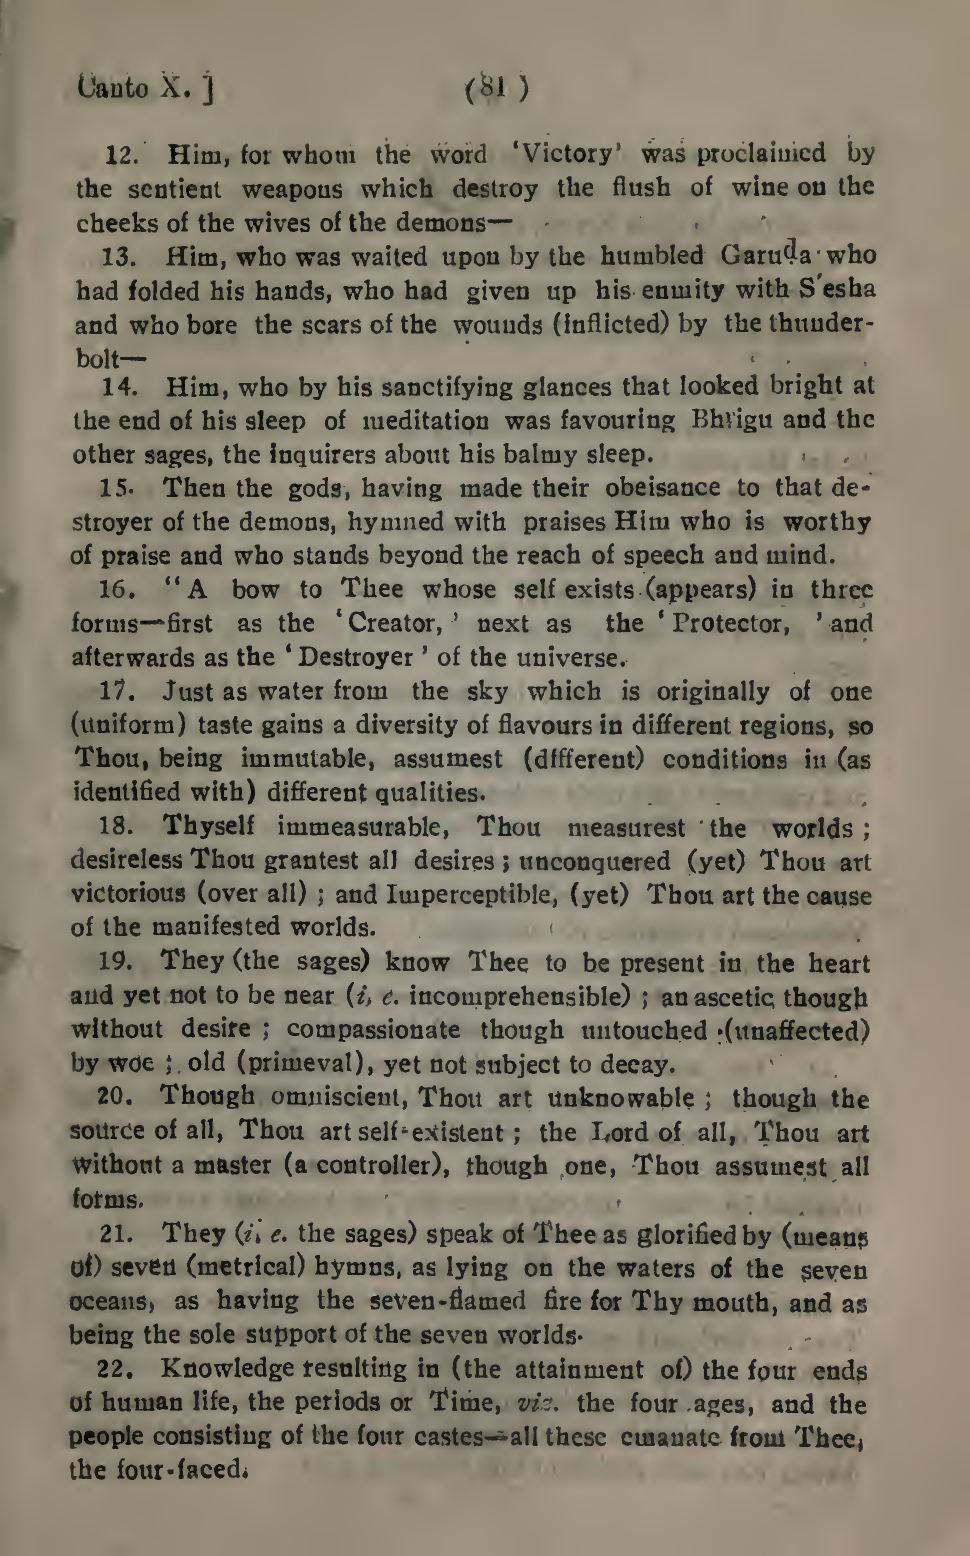 Canto X. ]	( 81 )
12. Him, for whom the word 'Victory' was proclaimed by
the sentient weapons which destroy the flush of wine on the
cheeks of the wives of the demons—
13. Him, who was waited upon by the humbled Garuḍa who
had folded his hands, who had given up his enmity with S'esha
and who bore the scars of the wounds (inflicted) by the thunder-
bolt—
14. Him, who by his sanctifying glances that looked bright at
the end of his sleep of meditation was favouring Bhṛigu and the
other sages, the inquirers about his balmy sleep.
15. Then the gods, having made their obeisance to that de-
stroyer of the demons, hymned with praises Him who is worthy
of praise and who stands beyond the reach of speech and mind.
16. "A bow to Thee whose self exists (appears) in three
forms—first as the 'Creator,' next as the 'Protector, ' and
afterwards as the 'Destroyer' of the universe.
17. Just as water from the sky which is originally of one
(uniform) taste gains a diversity of flavours in different regions, so
Thou, being immutable, assumest (different) conditions in (as
identified with) different qualities.
18. Thyself immeasurable, Thou measurest the worlds ;
desireless Thou grantest all desires ; unconquered (yet) Thou art
victorious (over all) ; and Imperceptible, (yet) Thou art the cause
of the manifested worlds.
19. They (the sages) know Thee to be present in the heart
and yet not to be near (i, e. incomprehensible) ; an ascetic, though
without desire ; compassionate though untouched (unaffected)
by woe ; old (primeval), yet not subject to decay.
20. Though omniscient, Thou art unknowable ; though the
source of all, Thou art self-existent ; the Lord of all, Thou art
without a master (a controller), though one, Thou assumest all
forms.
21. They (i. e. the sages) speak of Thee as glorified by (means
of) seven (metrical) hymns, as lying on the waters of the seven
oceans, as having the seven-flamed fire for Thy mouth, and as
being the sole support of the seven worlds.
22. Knowledge resulting in (the attainment of) the four ends
of human life, the periods or Time, viz. the four ages, and the
people consisting of the four castes—all these emanate from Thee,
the four-faced.